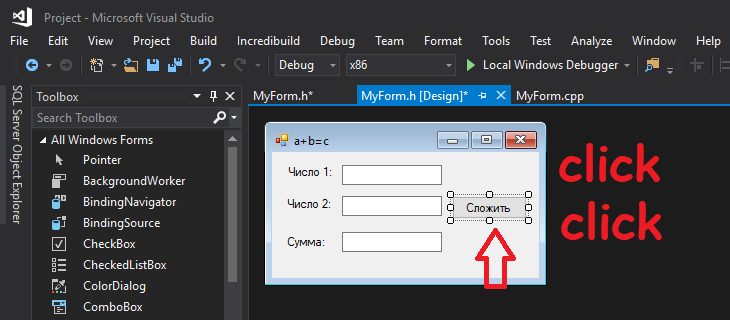 Project - Microsoft Visual Studio
File Edit View Project Build Incredibuild Debug Team Format Tools Test Analyze Window Help
Debug x86 Local Windows Debugger
SQL Server Object Explorer
Toolbox
Search Toolbox
All Windows Forms
Pointer
BackgroundWorker
BindingNavigator
BindingSource
CheckBox
CheckedListBox
ColorDialog
ComboBox
MyForm.h* MyForm.h [Design]* MyForm.cpp
a+b=c
Число 1:
Число 2:
Сложить
Сумма:
click
click